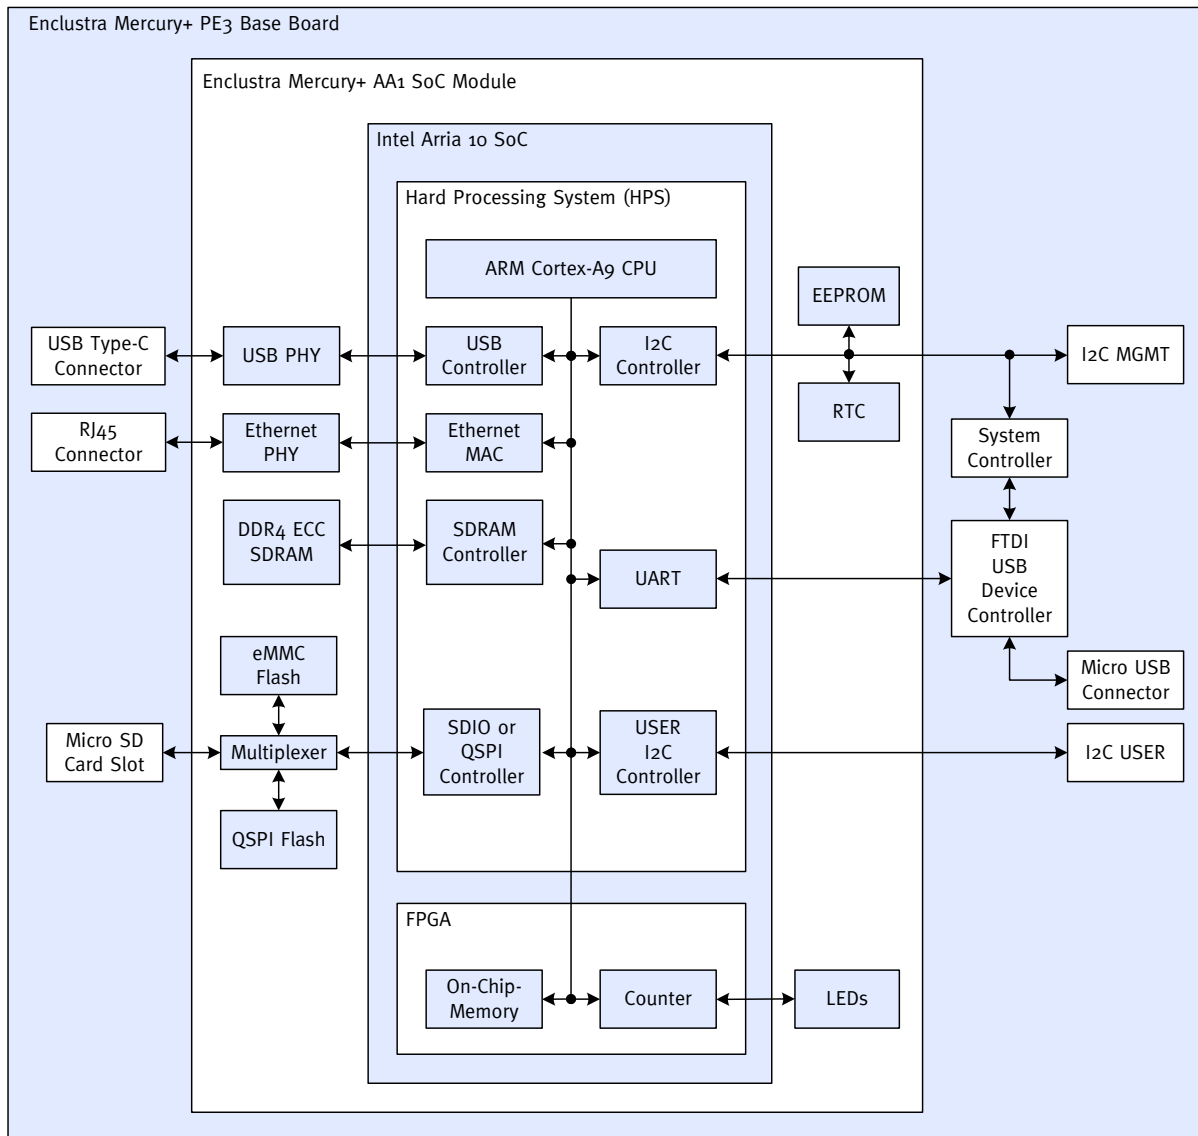 Enclustra Mercury+ PE3 Base Board
Enclustra Mercury+ AA1 SoC Module
Intel Arria 10 SoC
Hard Processing System (HPS)
ARM Cortex-A9 CPU
EEPROM
USB Type-C
Connector
USB PHY
USB
Controller
I2C
Controller
I2C MGMT
RTC
RJ45
Connector
Ethernet
PHY
Ethernet
MAC
System
Controller
DDR4 ECC
SDRAM
SDRAM
Controller
UART
FTDI
USB
Device
Controller
eMMC
Flash
Micro USB
Connector
Micro SD
Card Slot
Multiplexer
SDIO or
QSPI
Controller
USER
I2C
Controller
I2C USER
QSPI Flash
FPGA
On-Chip-
Memory
Counter
LEDs